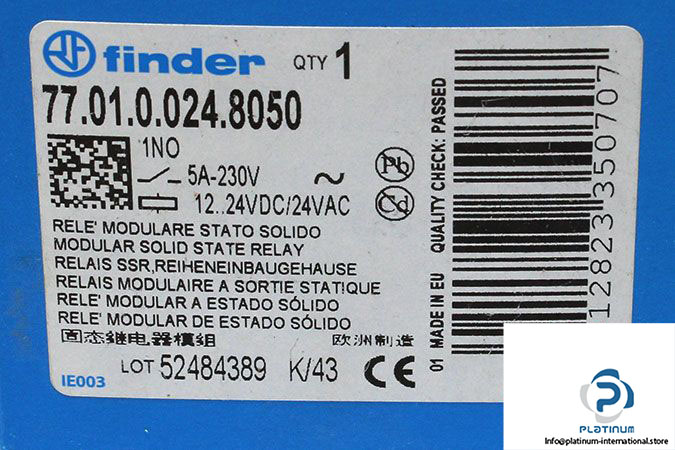 finder QTY 1
77.01.0.024.8050
1NO
5A-230V ~
12..24VDC/24VAC
Pb
Cd
RELE' MODULARE STATO SOLIDO
MODULAR SOLID STATE RELAY
RELAIS SSR,REIHENEINBAUGEHAUSE
RELAIS MODULAIRE A SORTIE STATIQUE
RELE' MODULAR A ESTADO SÓLIDO
RELE' MODULAR DE ESTADO SÓLIDO
固态继电器模组 欧洲制造
LOT 52484389 K/43 CE
IE003
01 MADE IN EU QUALITY CHECK: PASSED
12823 350707
PLATINUM
info@platinum-international.store